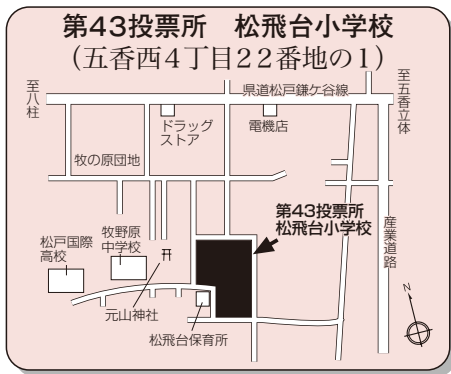 第43投票所　松飛台小学校
（五香西4丁目22番地の1）
至八柱
県道松戸鎌ケ谷線
至五香立体
ドラッグ
ストア
電機店
牧の原団地
第43投票所
松飛台小学校
産業道路
牧野原
中学校
松戸国際
高校
元山神社
松飛台保育所
N